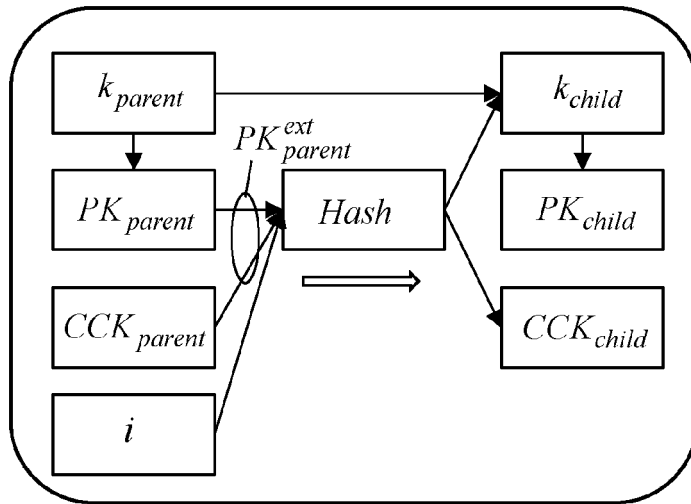 k_parent
k_child
PK^ext_parent
PK_parent
Hash
PK_child
CCK_parent
CCK_child
i